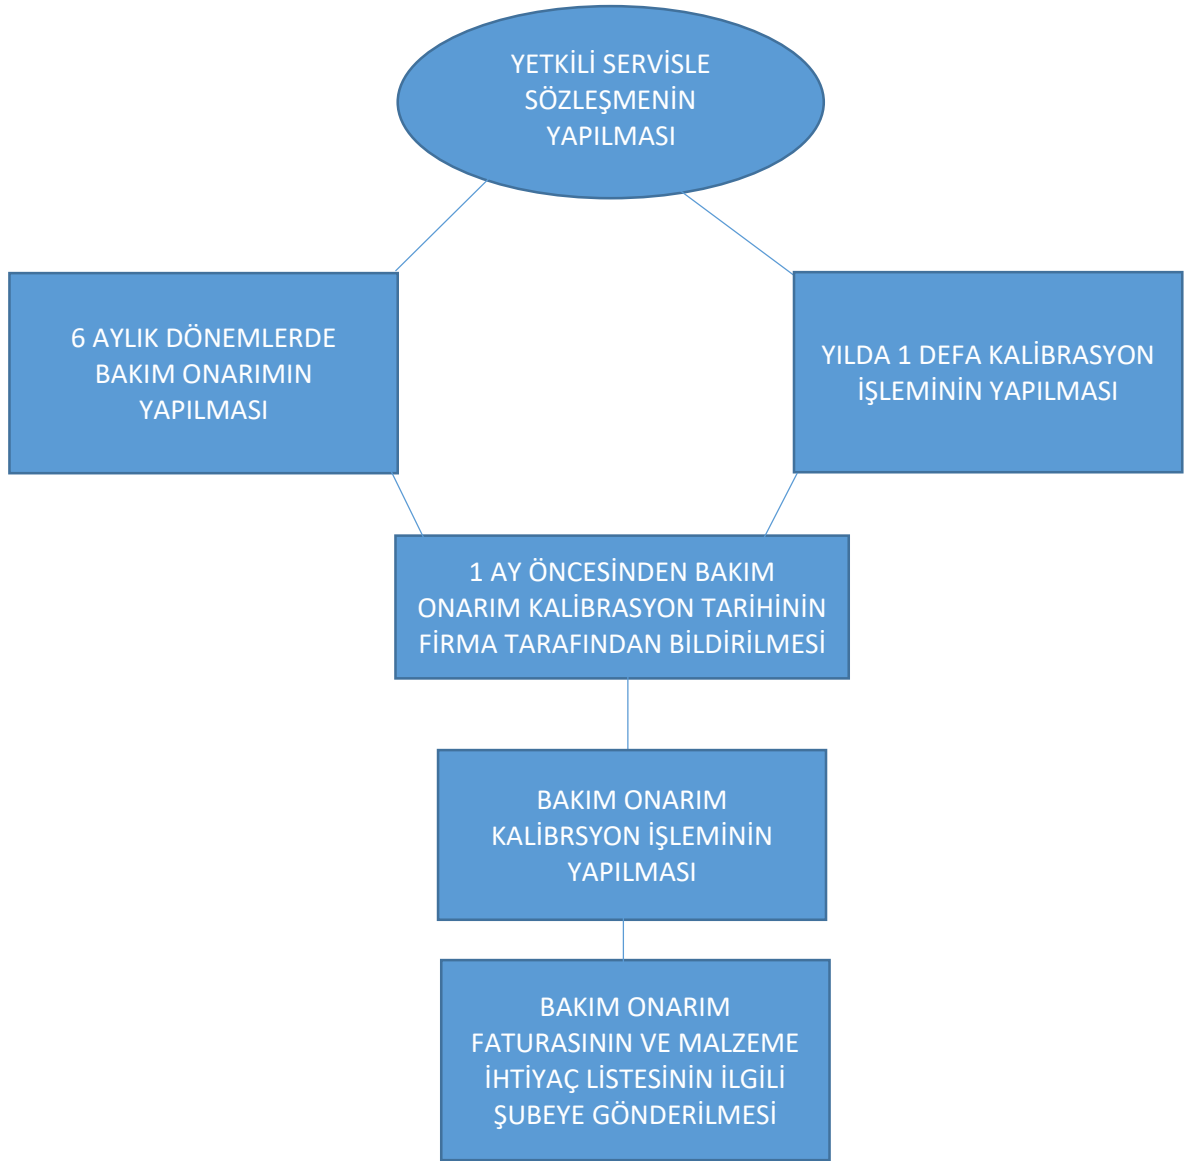 YETKİLİ SERVİSLE
SÖZLEŞMENİN
YAPILMASI
6 AYLIK DÖNEMLERDE
BAKIM ONARIMIN
YAPILMASI
YILDA 1 DEFA KALİBRASYON
İŞLEMİNİN YAPILMASI
1 AY ÖNCESİNDEN BAKIM
ONARIM KALİBRASYON TARİHİNİN
FİRMA TARAFINDAN BİLDİRİLMESİ
BAKIM ONARIM
KALİBRSYON İŞLEMİNİN
YAPILMASI
BAKIM ONARIM
FATURASININ VE MALZEME
İHTİYAÇ LİSTESİNİN İLGİLİ
ŞUBEYE GÖNDERİLMESİ